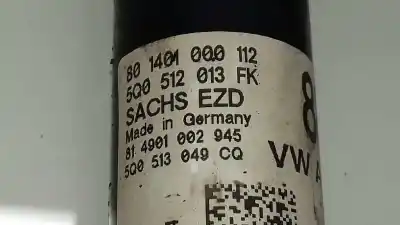 80 1401 000 112
5Q0 512 013 FK
SACHS EZD
Made in Germany
81 4901 002 945
5Q0 513 049 CQ
8
VW